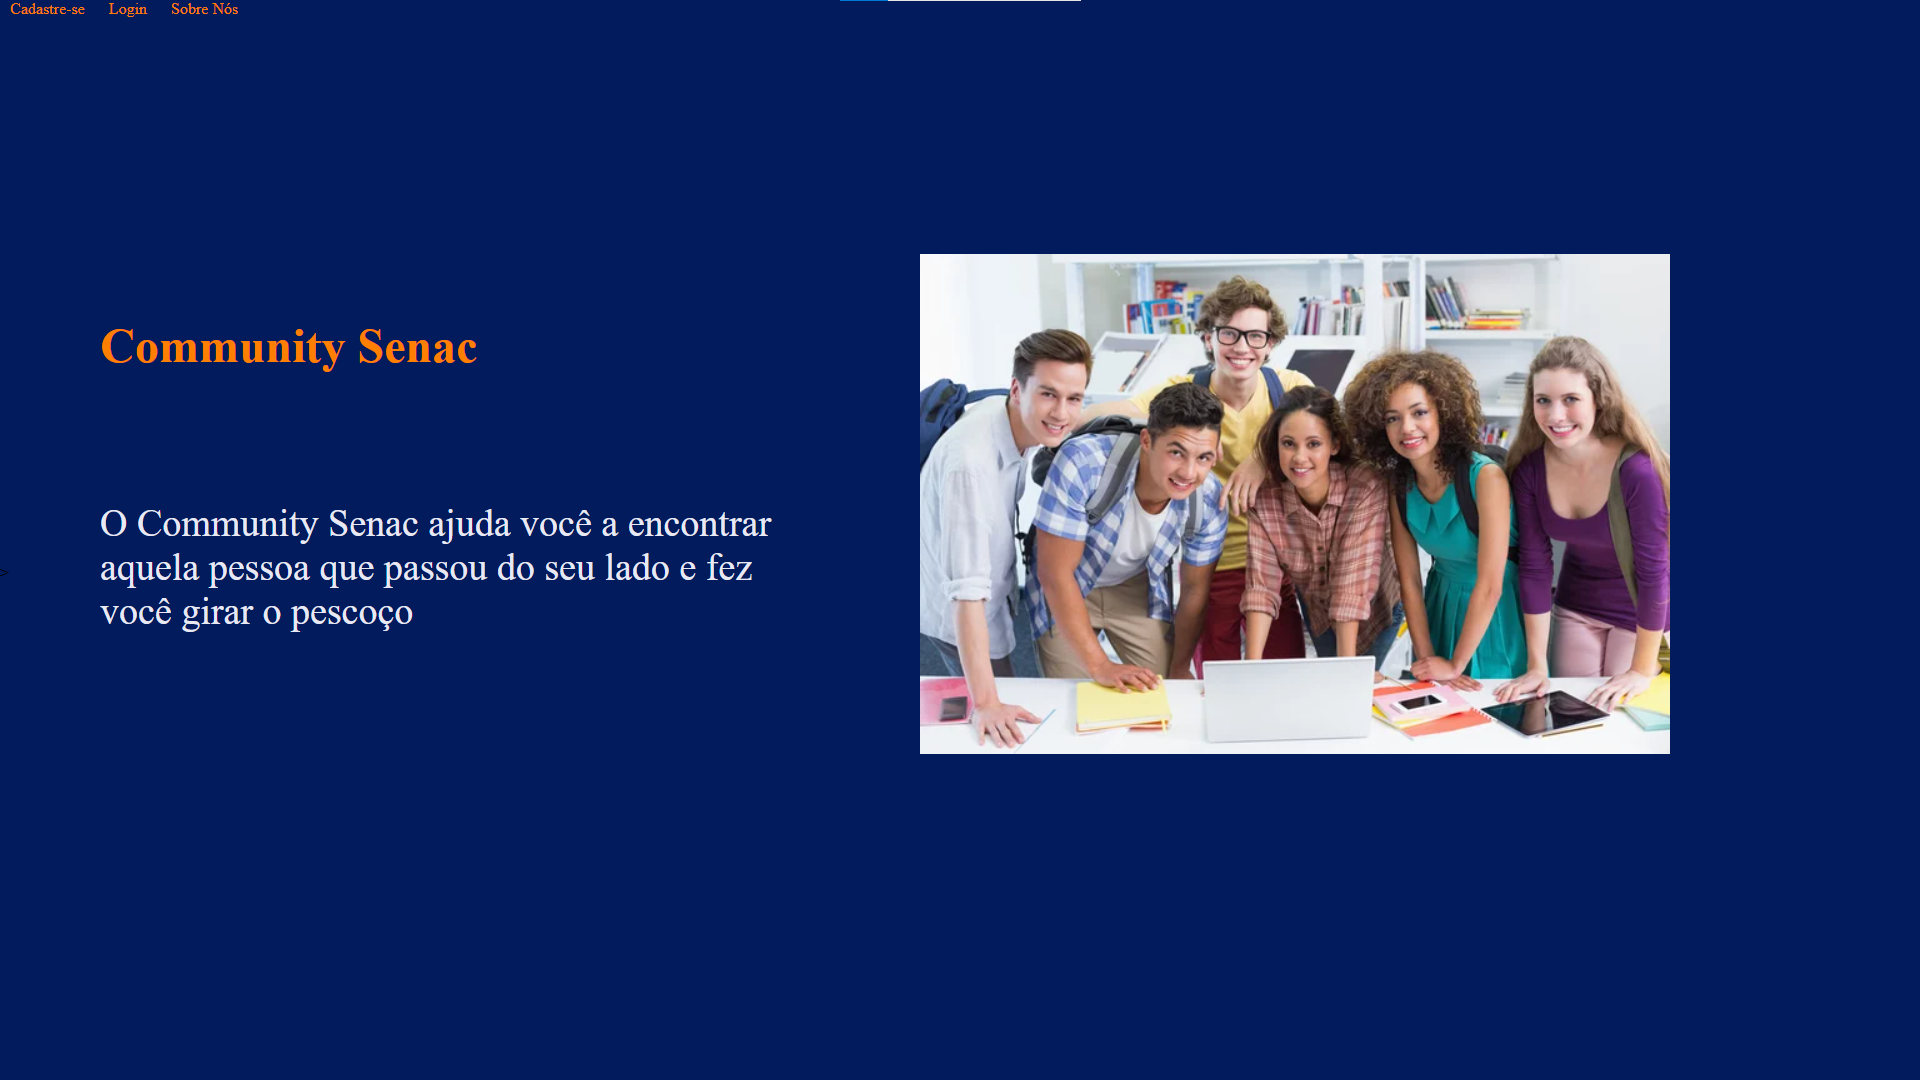 Cadastre-se Login Sobre Nós
Community Senac
O Community Senac ajuda você a encontrar
aquela pessoa que passou do seu lado e fez
você girar o pescoço
>